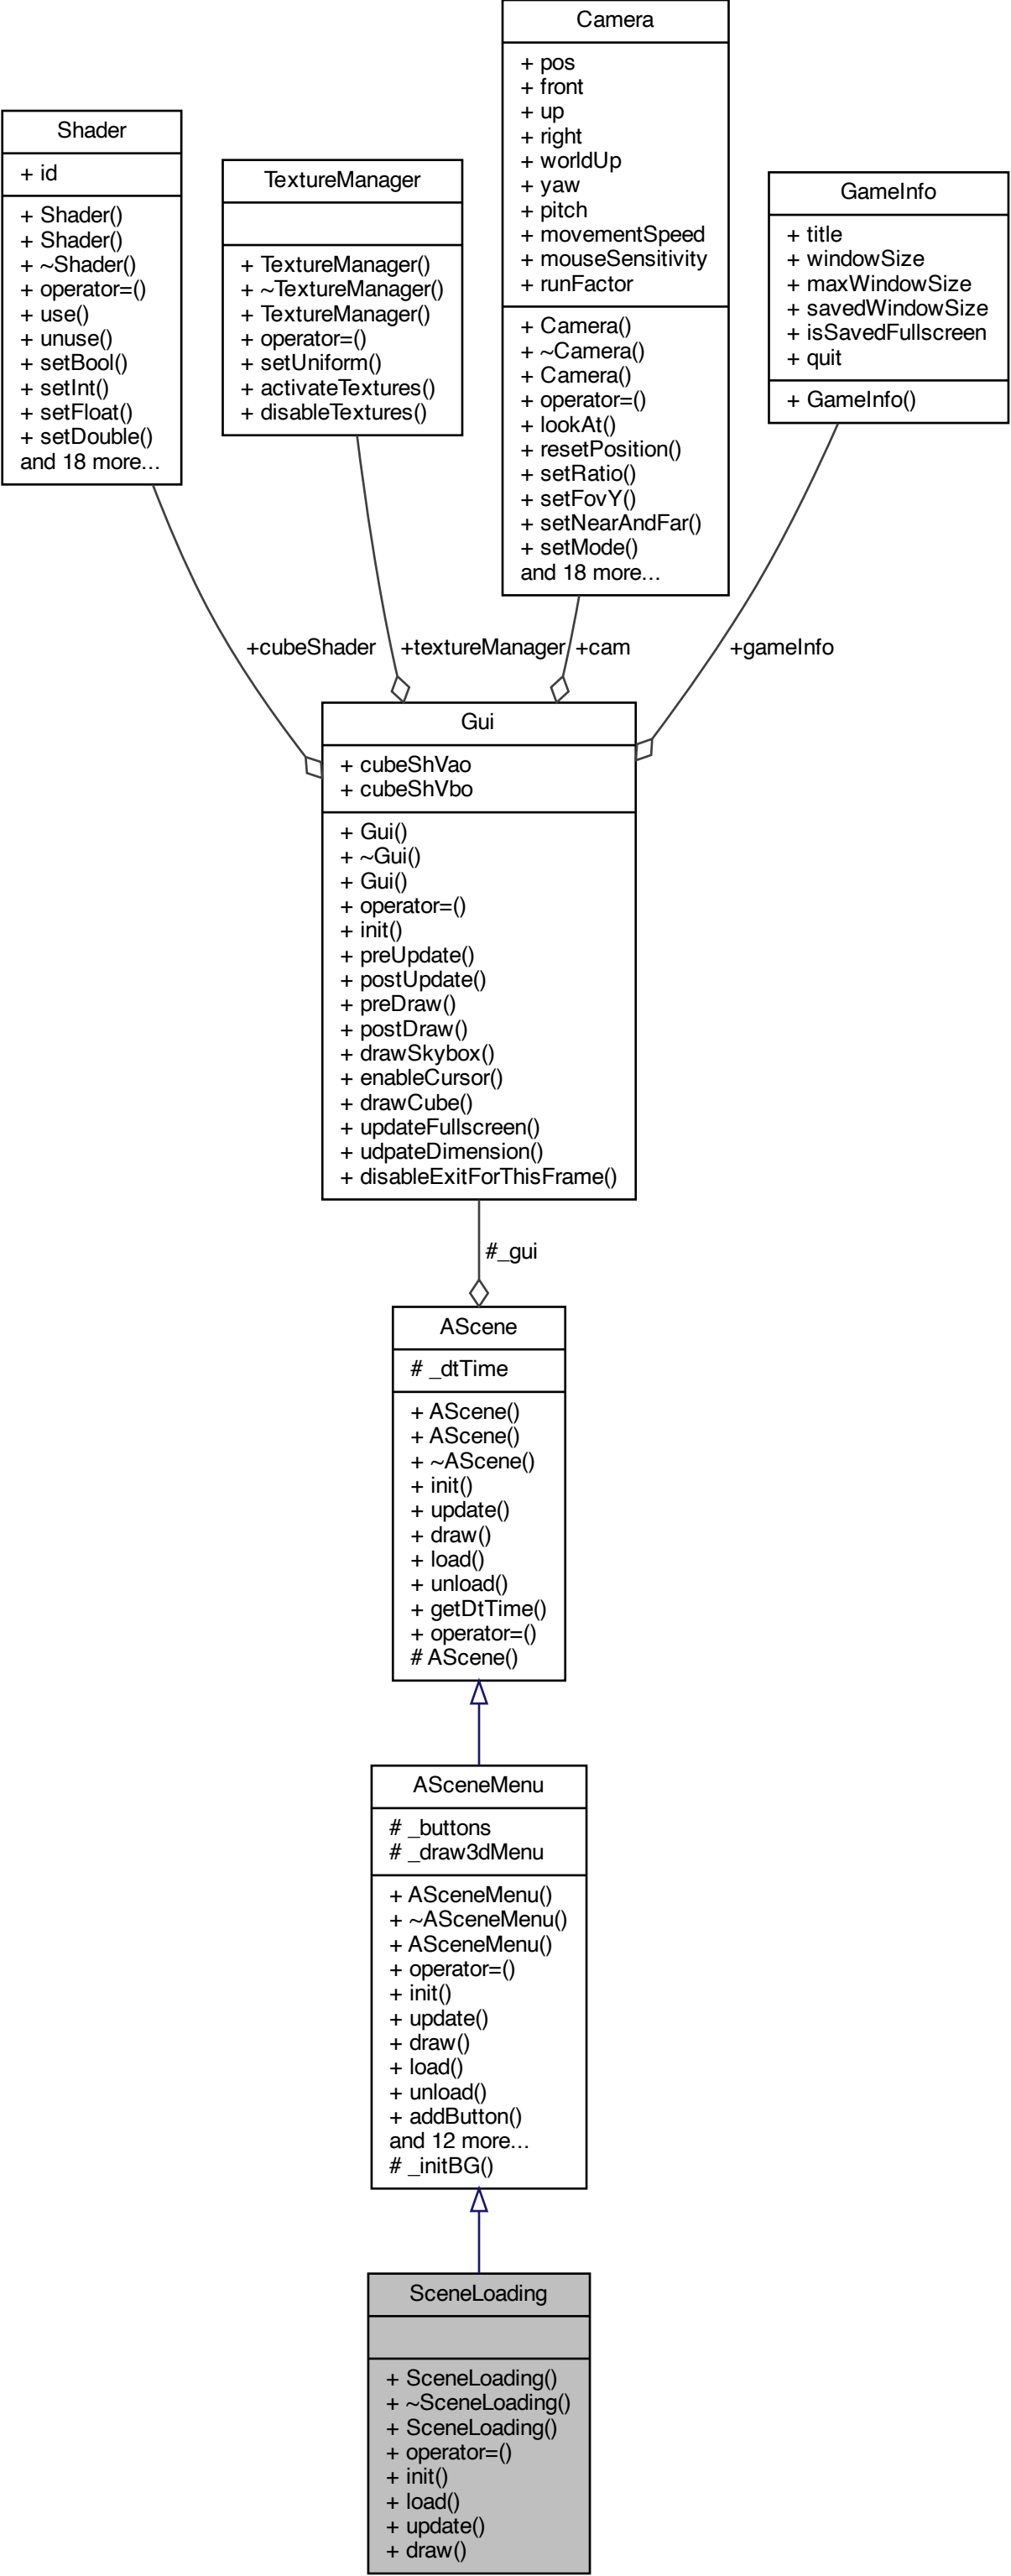 Camera
+ pos
+ front
+ up
+ right
+ worldUp
+ yaw
+ pitch
+ movementSpeed
+ mouseSensitivity
+ runFactor
+ Camera()
+ ~Camera()
+ Camera()
+ operator=()
+ lookAt()
+ resetPosition()
+ setRatio()
+ setFovY()
+ setNearAndFar()
+ setMode()
and 18 more...
Shader
+ id
+ Shader()
+ Shader()
+ ~Shader()
+ operator=()
+ use()
+ unuse()
+ setBool()
+ setInt()
+ setFloat()
+ setDouble()
and 18 more...
TextureManager
+ TextureManager()
+ ~TextureManager()
+ TextureManager()
+ operator=()
+ setUniform()
+ activateTextures()
+ disableTextures()
GameInfo
+ title
+ windowSize
+ maxWindowSize
+ savedWindowSize
+ isSavedFullscreen
+ quit
+ GameInfo()
+cubeShader
+textureManager
+cam
+gameInfo
Gui
+ cubeShVao
+ cubeShVbo
+ Gui()
+ ~Gui()
+ Gui()
+ operator=()
+ init()
+ preUpdate()
+ postUpdate()
+ preDraw()
+ postDraw()
+ drawSkybox()
+ enableCursor()
+ drawCube()
+ updateFullscreen()
+ udpateDimension()
+ disableExitForThisFrame()
#_gui
AScene
# _dtTime
+ AScene()
+ AScene()
+ ~AScene()
+ init()
+ update()
+ draw()
+ load()
+ unload()
+ getDtTime()
+ operator=()
# AScene()
ASceneMenu
# _buttons
# _draw3dMenu
+ ASceneMenu()
+ ~ASceneMenu()
+ ASceneMenu()
+ operator=()
+ init()
+ update()
+ draw()
+ load()
+ unload()
+ addButton()
and 12 more...
# _initBG()
SceneLoading
+ SceneLoading()
+ ~SceneLoading()
+ SceneLoading()
+ operator=()
+ init()
+ load()
+ update()
+ draw()